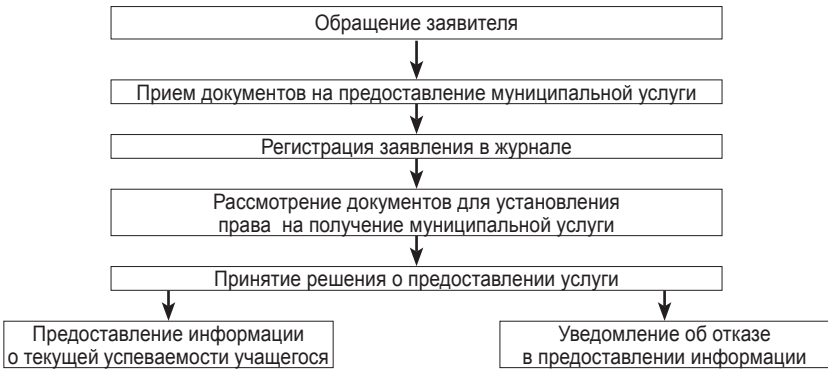 Обращение заявителя
Прием документов на предоставление муниципальной услуги
Регистрация заявления в журнале
Рассмотрение документов для установления
права на получение муниципальной услуги
Принятие решения о предоставлении услуги
Предоставление информации
о текущей успеваемости учащегося
Уведомление об отказе
в предоставлении информации